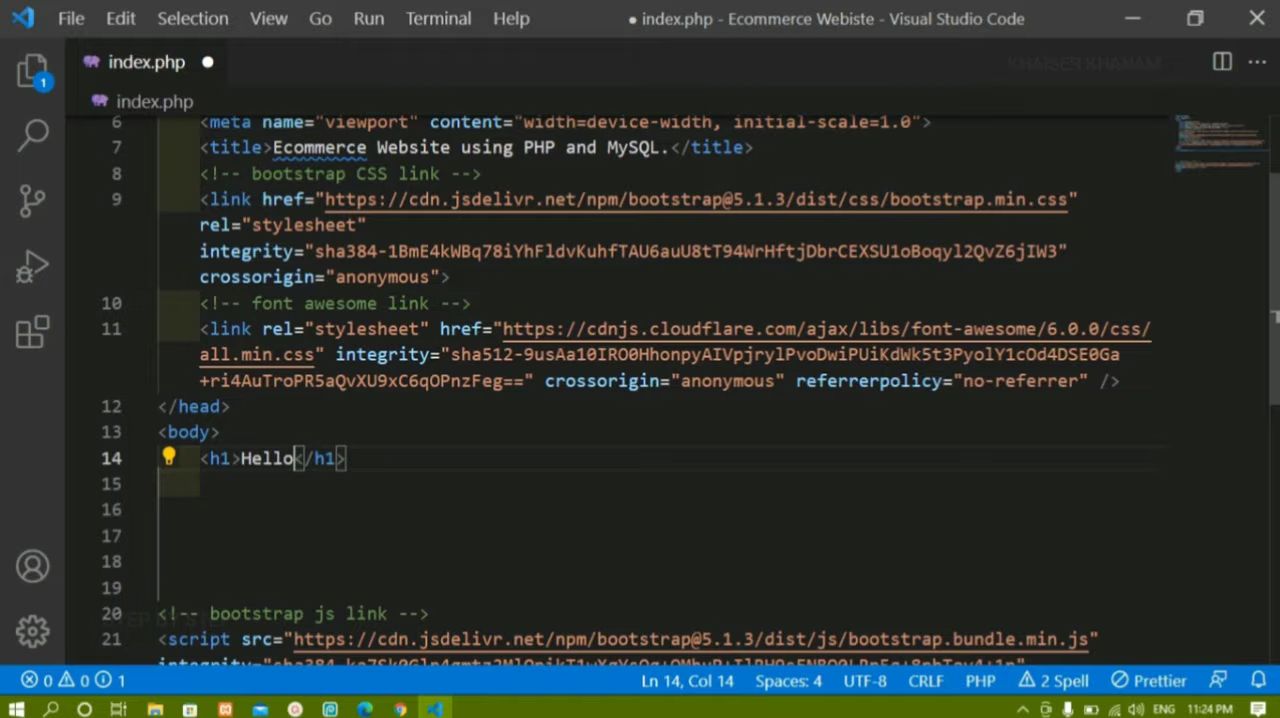 File Edit Selection View Go Run Terminal Help ● index.php - Ecommerce Webiste - Visual Studio Code
index.php
KHAISER KHANAM
1
index.php
6 <meta name="viewport" content="width=device-width, initial-scale=1.0">
7 <title>Ecommerce Website using PHP and MySQL.</title>
8 <!-- bootstrap CSS link -->
9 <link href="https://cdn.jsdelivr.net/npm/bootstrap@5.1.3/dist/css/bootstrap.min.css"
rel="stylesheet"
integrity="sha384-1BmE4kWBq78iYhFldvKuhfTAU6auU8tT94WrHftjDbrCEXSU1oBoqyl2QvZ6jIW3"
crossorigin="anonymous">
10 <!-- font awesome link -->
11 <link rel="stylesheet" href="https://cdnjs.cloudflare.com/ajax/libs/font-awesome/6.0.0/css/
all.min.css" integrity="sha512-9usAa10IRO0HhonpyAIVpjrylPvoDwiPUiKdWk5t3PyolY1cOd4DSE0Ga
+ri4AuTroPR5aQvXU9xC6qOPnzFeg==" crossorigin="anonymous" referrerpolicy="no-referrer" />
12 </head>
13 <body>
14 <h1>Hello</h1>
15
16
17
18
19
20 <!-- bootstrap js link -->
21 <script src="https://cdn.jsdelivr.net/npm/bootstrap@5.1.3/dist/js/bootstrap.bundle.min.js"
0 0 1 Ln 14, Col 14 Spaces: 4 UTF-8 CRLF PHP 2 Spell Prettier
ENG 11:24 PM